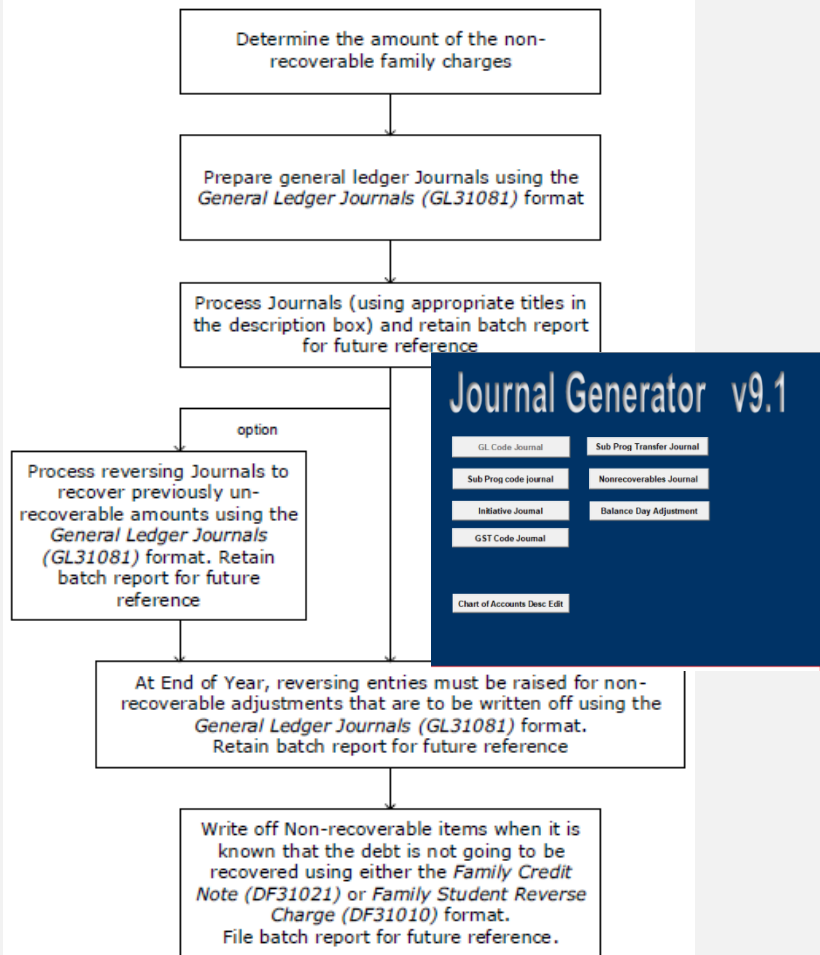 Determine the amount of the non-
recoverable family charges
Prepare general ledger Journals using the
General Ledger Journals (GL31081) format
Process Journals (using appropriate titles in
the description box) and retain batch report
for future reference
option
Process reversing Journals to
recover previously un-
recoverable amounts using the
General Ledger Journals
(GL31081) format. Retain
batch report for future
reference
Journal Generator v9.1
GL Code Journal
Sub Prog Transfer Journal
Sub Prog code journal
Nonrecoverables Journal
Initiative Journal
Balance Day Adjustment
GST Code Journal
Chart of Accounts Desc Edit
At End of Year, reversing entries must be raised for non-
recoverable adjustments that are to be written off using the
General Ledger Journals (GL31081) format.
Retain batch report for future reference
Write off Non-recoverable items when it is
known that the debt is not going to be
recovered using either the Family Credit
Note (DF31021) or Family Student Reverse
Charge (DF31010) format.
File batch report for future reference.